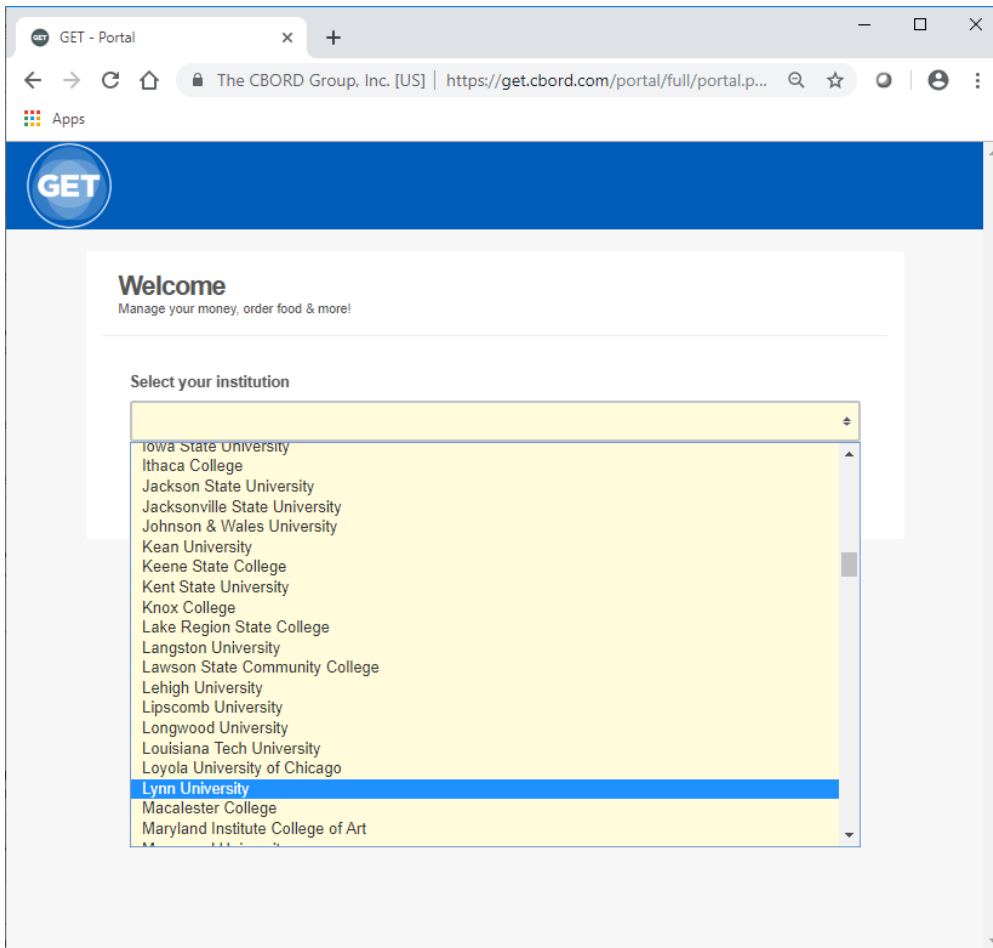 GET - Portal
The CBORD Group, Inc. [US] | https://get.cbord.com/portal/full/portal.p...
Apps
GET
Welcome
Manage your money, order food & more!
Select your institution
Iowa State University
Ithaca College
Jackson State University
Jacksonville State University
Johnson & Wales University
Kean University
Keene State College
Kent State University
Knox College
Lake Region State College
Langston University
Lawson State Community College
Lehigh University
Lipscomb University
Longwood University
Louisiana Tech University
Loyola University of Chicago
Lynn University
Macalester College
Maryland Institute College of Art